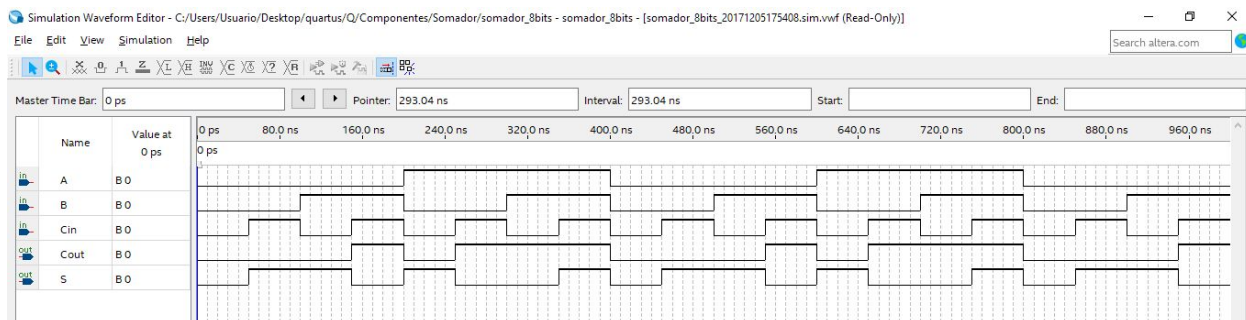 Simulation Waveform Editor - C:/Users/Usuario/Desktop/quartus/Q/Componentes/Somador/somador_8bits - somador_8bits - [somador_8bits_20171205175408.sim.vwf (Read-Only)]
File Edit View Simulation Help
Search altera.com
Master Time Bar: 0 ps Pointer: 293.04 ns Interval: 293.04 ns Start: End:
Name Value at 0 ps
0 ps 80.0 ns 160.0 ns 240.0 ns 320.0 ns 400.0 ns 480.0 ns 560.0 ns 640.0 ns 720.0 ns 800.0 ns 880.0 ns 960.0 ns
0 ps
in A B 0
in B B 0
in Cin B 0
out Cout B 0
out S B 0